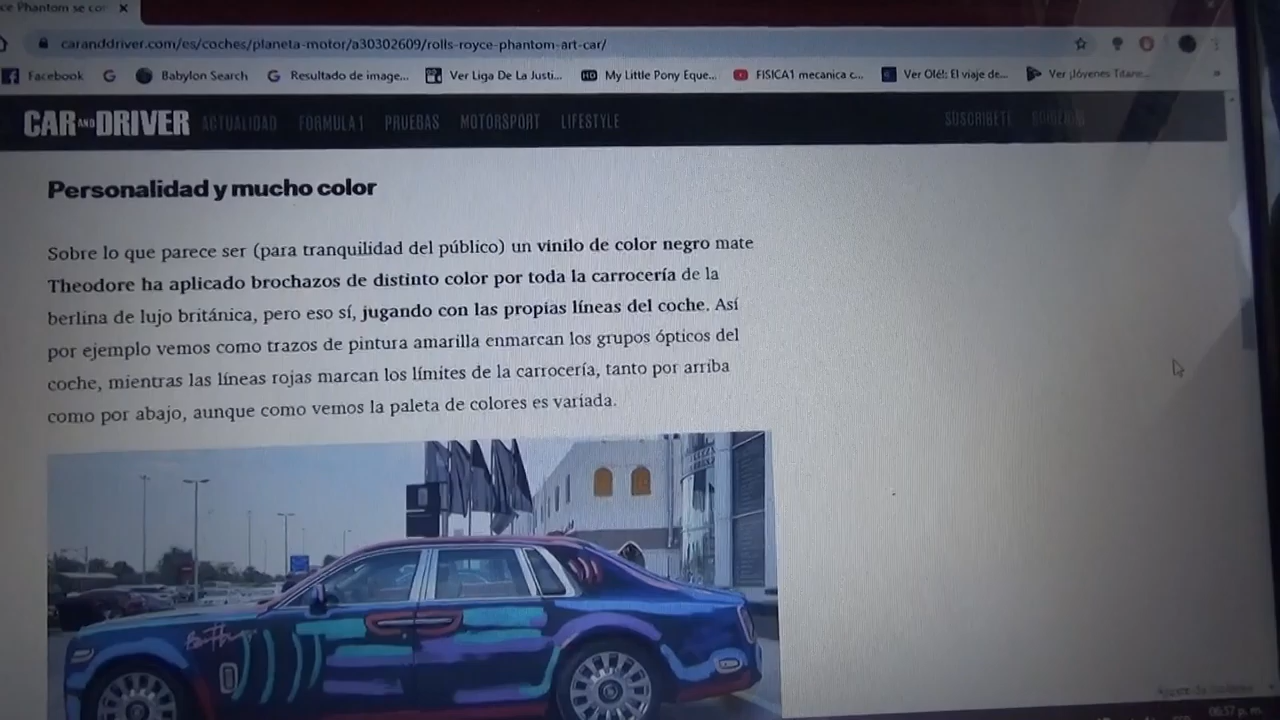 ce Phantom se co
caranddriver.com/es/coches/planeta-motor/a30302609/rolls-royce-phantom-art-car/
Facebook Babylon Search Resultado de image... Ver Liga De La Justi... My Little Pony Eque... FISICA1 mecanica c... Ver Olé!: El viaje de... Ver ¡Jóvenes Titane...
CAR AND DRIVER ACTUALIDAD FÓRMULA 1 PRUEBAS MOTORSPORT LIFESTYLE SUSCRÍBETE
Personalidad y mucho color
Sobre lo que parece ser (para tranquilidad del público) un vinilo de color negro mate
Theodore ha aplicado brochazos de distinto color por toda la carrocería de la
berlina de lujo británica, pero eso sí, jugando con las propias líneas del coche. Así
por ejemplo vemos como trazos de pintura amarilla enmarcan los grupos ópticos del
coche, mientras las líneas rojas marcan los límites de la carrocería, tanto por arriba
como por abajo, aunque como vemos la paleta de colores es variada.
06:57 p. m.